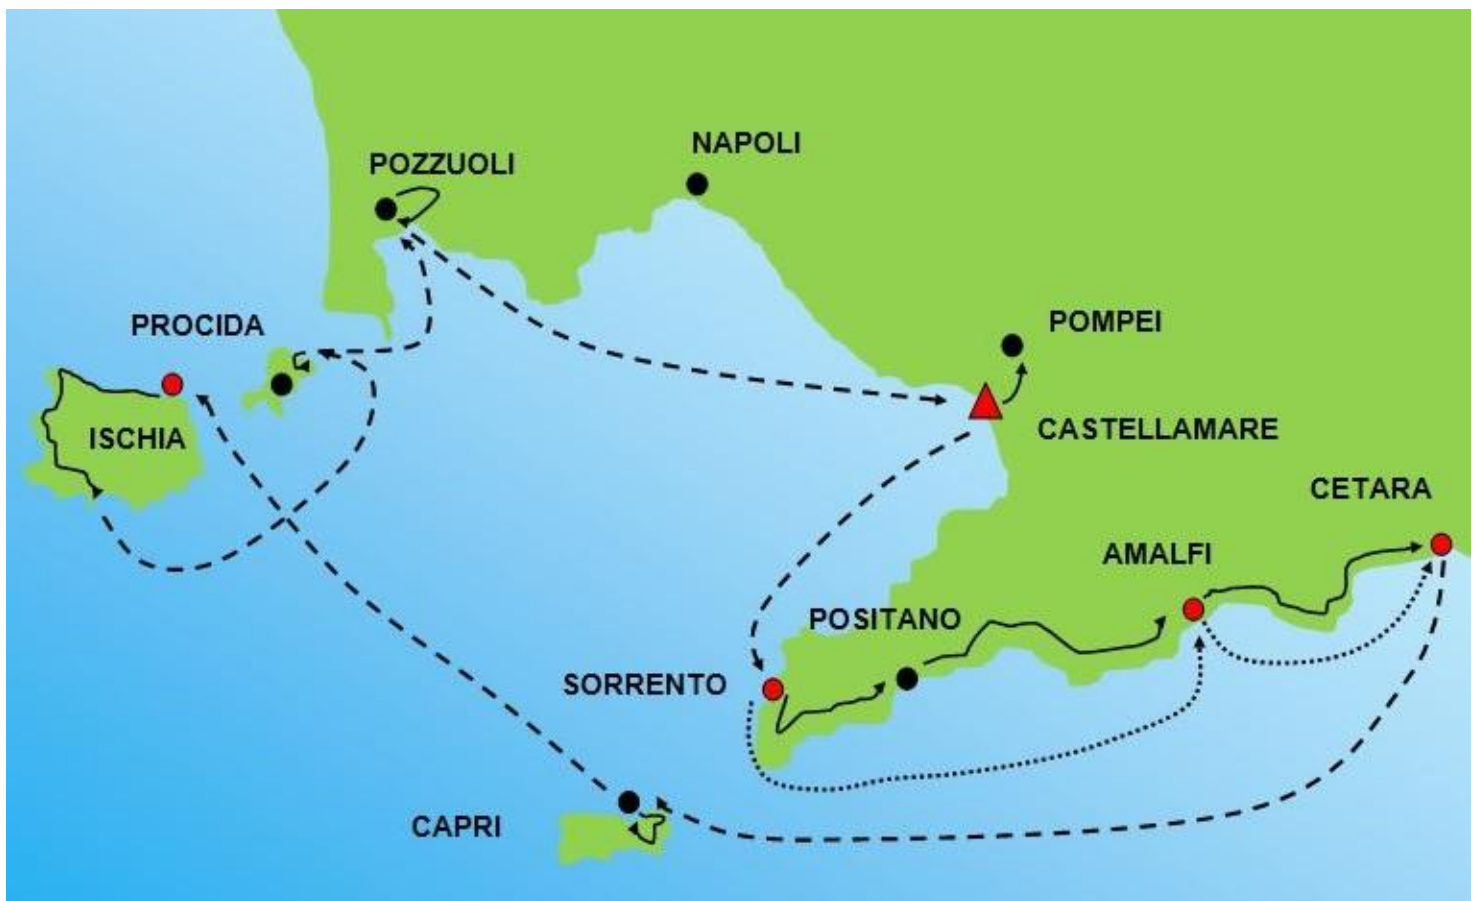 NAPOLI
POZZUOLI
PROCIDA
POMPEI
ISCHIA
CASTELLAMARE
CETARA
AMALFI
POSITANO
SORRENTO
CAPRI